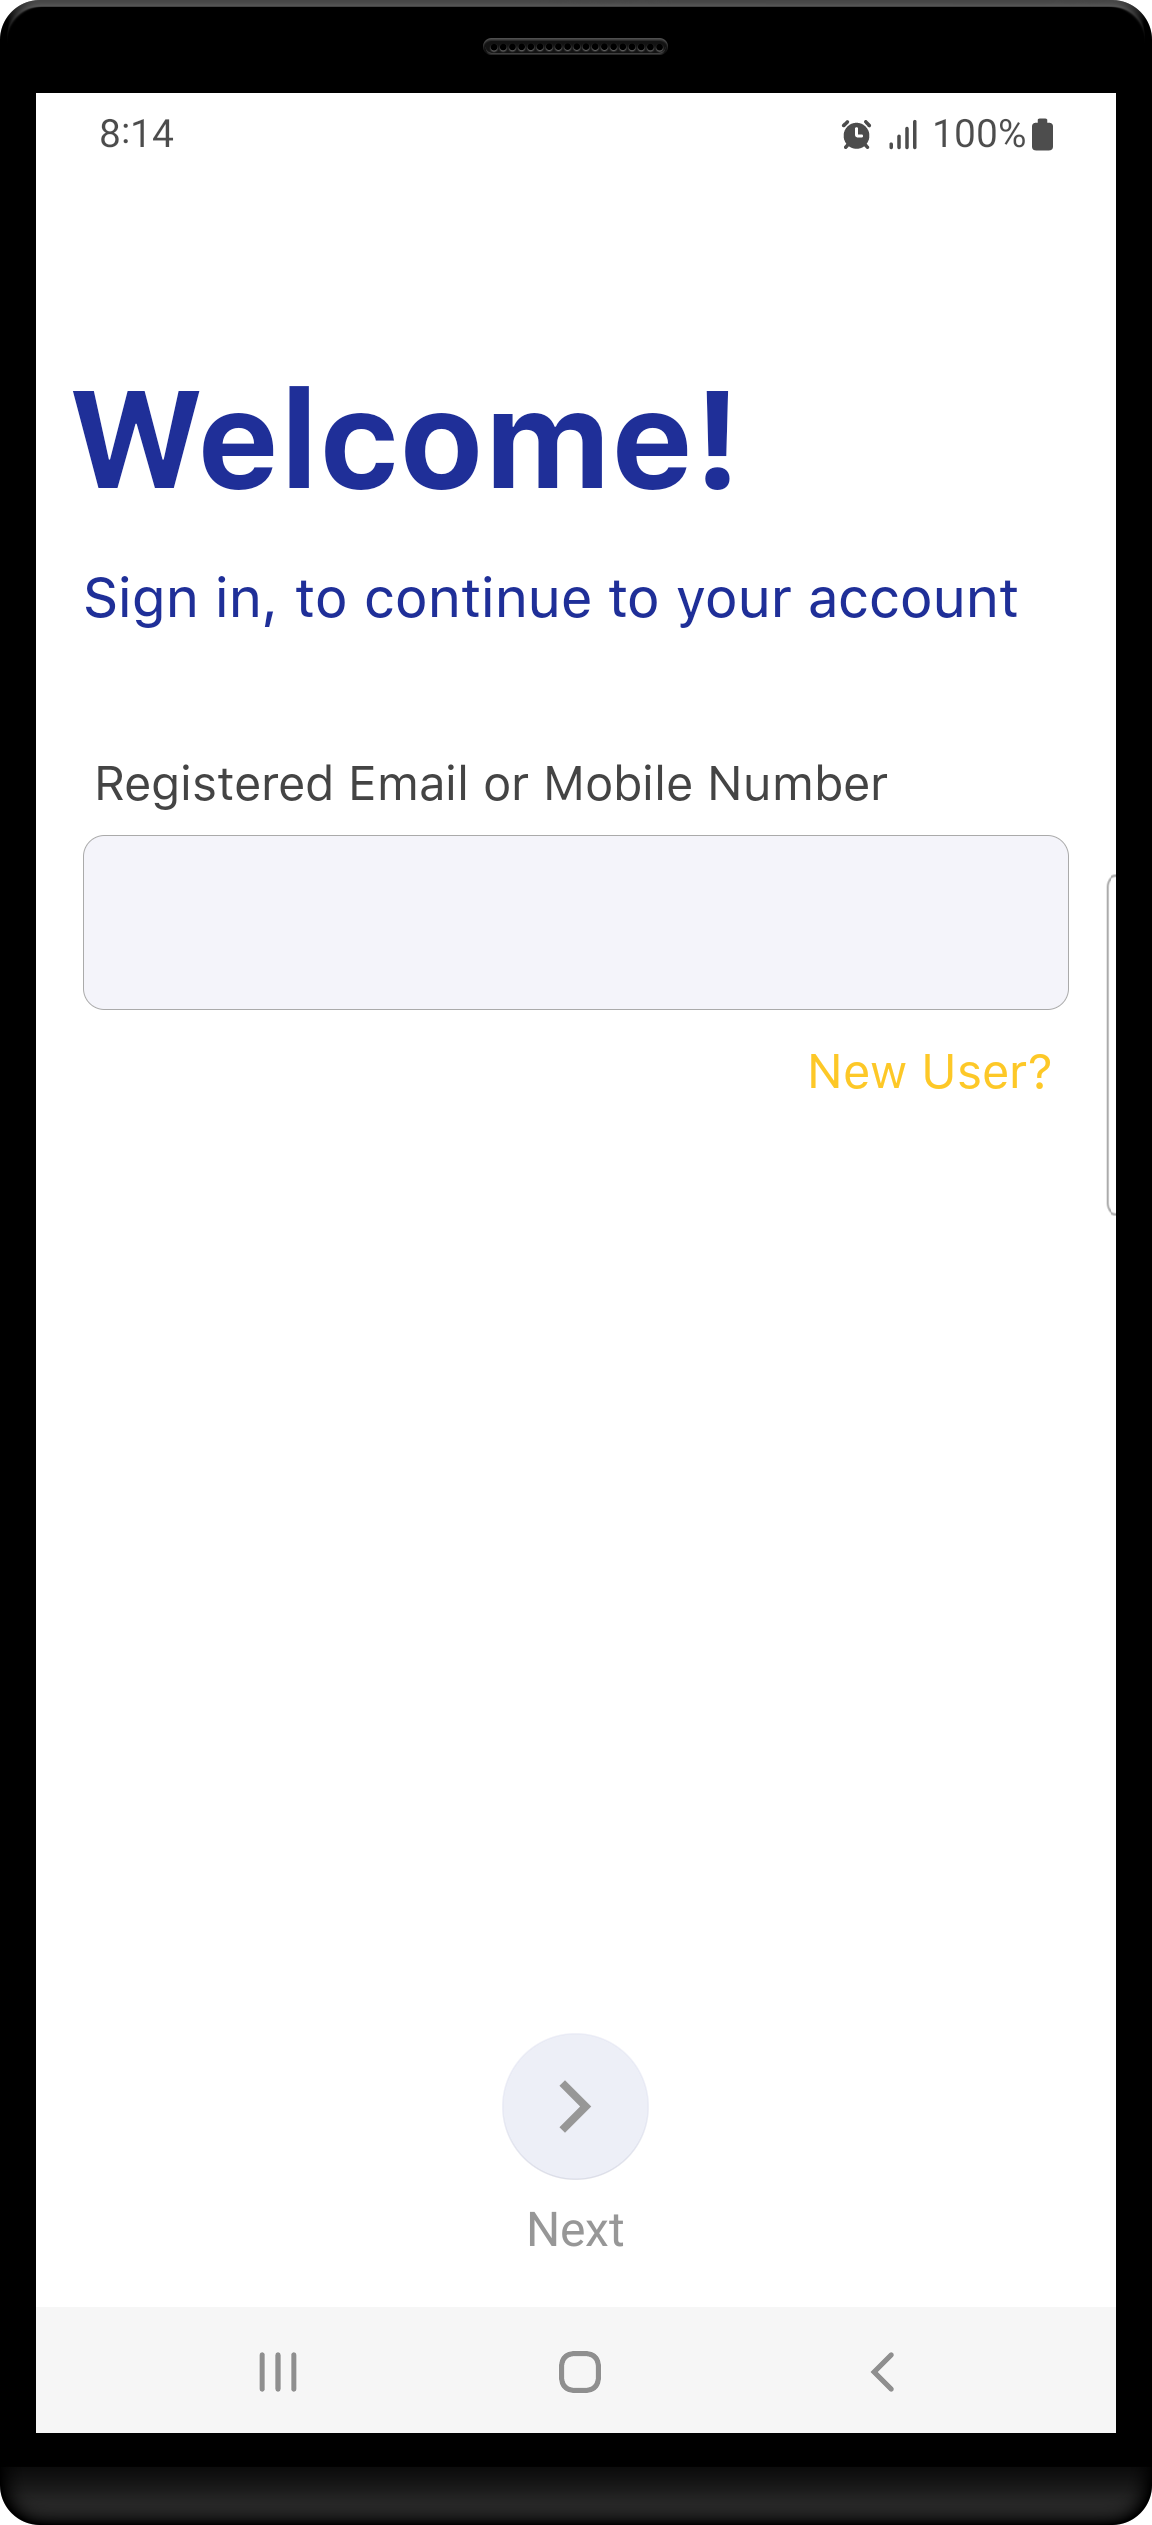 8:14
100%
Welcome!
Sign in, to continue to your account
Registered Email or Mobile Number
New User?
Next